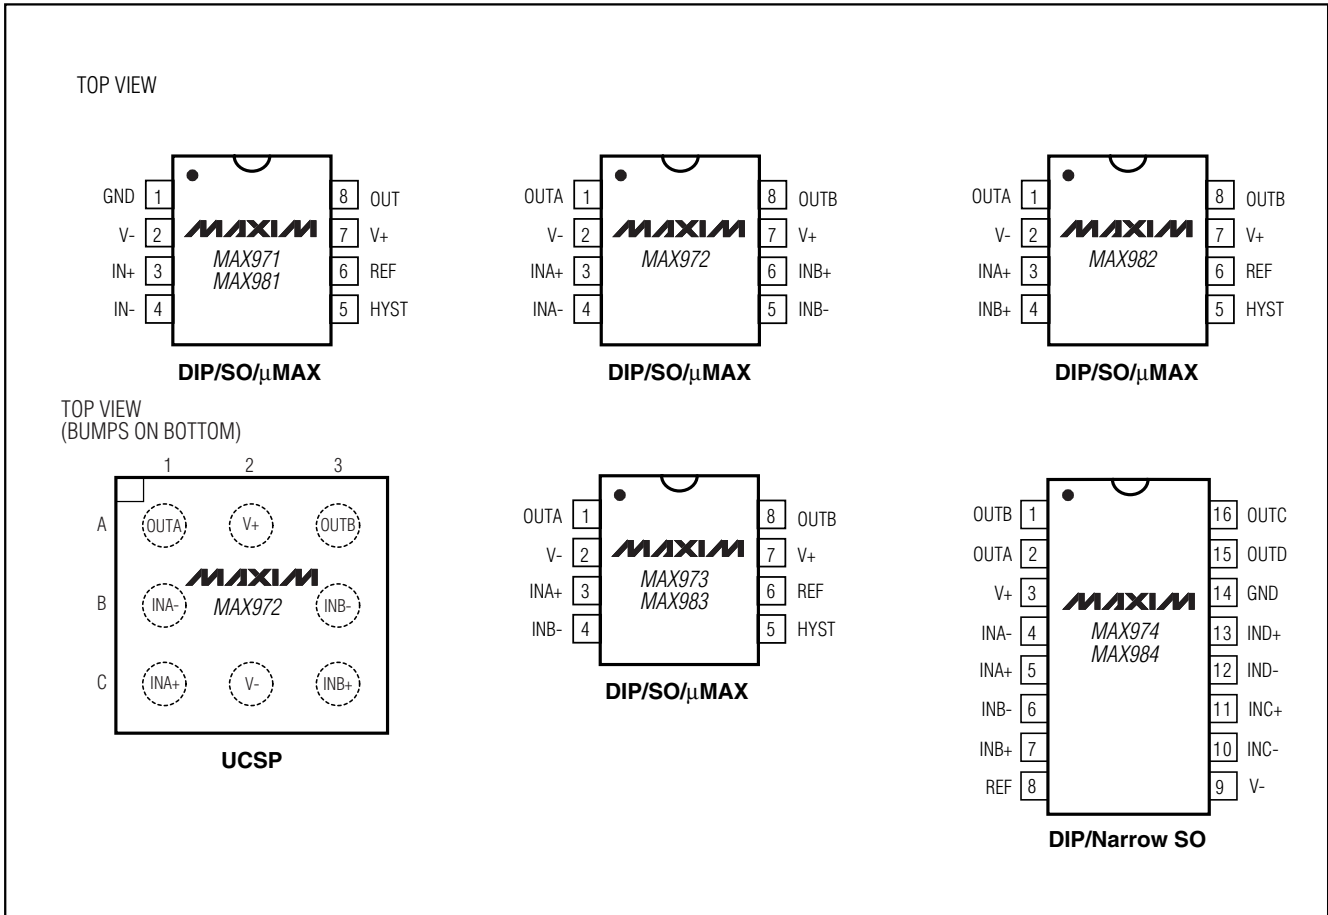 TOP VIEW
GND 1 8 OUT
V- 2 MAXIM 7 V+
IN+ 3 MAX971 6 REF
MAX981
IN- 4 5 HYST
DIP/SO/µMAX
OUTA 1 8 OUTB
V- 2 MAXIM 7 V+
INA+ 3 MAX972 6 INB+
INA- 4 5 INB-
DIP/SO/µMAX
OUTA 1 8 OUTB
V- 2 MAXIM 7 V+
INA+ 3 MAX982 6 REF
INB+ 4 5 HYST
DIP/SO/µMAX
TOP VIEW
(BUMPS ON BOTTOM)
1 2 3
A OUTA V+ OUTB
MAXIM
B INA- MAX972 INB-
C INA+ V- INB+
UCSP
OUTA 1 8 OUTB
V- 2 MAXIM 7 V+
INA+ 3 MAX973 6 REF
MAX983
INB- 4 5 HYST
DIP/SO/µMAX
OUTB 1 16 OUTC
OUTA 2 15 OUTD
V+ 3 MAXIM 14 GND
INA- 4 MAX974 13 IND+
MAX984
INA+ 5 12 IND-
INB- 6 11 INC+
INB+ 7 10 INC-
REF 8 9 V-
DIP/Narrow SO